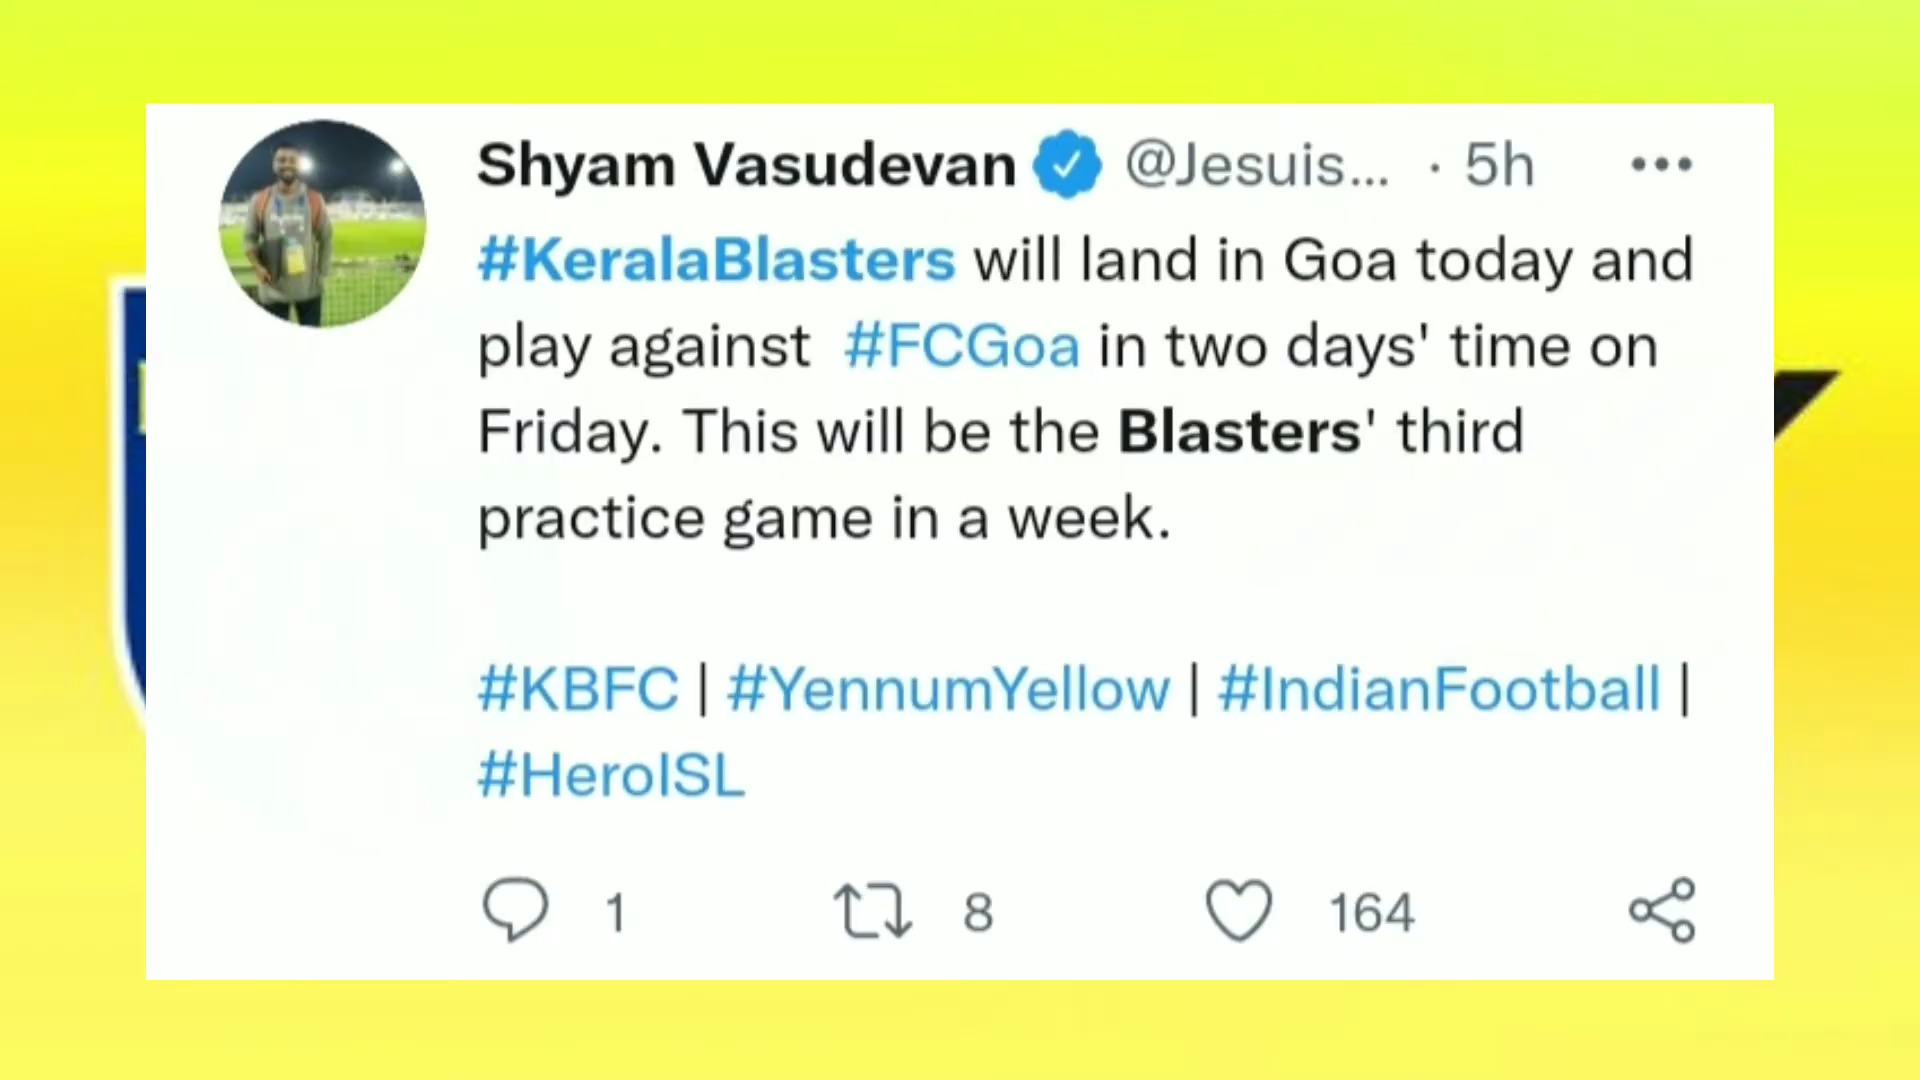 Shyam Vasudevan @Jesuis... · 5h
#KeralaBlasters will land in Goa today and
play against #FCGoa in two days' time on
Friday. This will be the Blasters' third
practice game in a week.
#KBFC | #YennumYellow | #IndianFootball |
#HeroISL
1 8 164